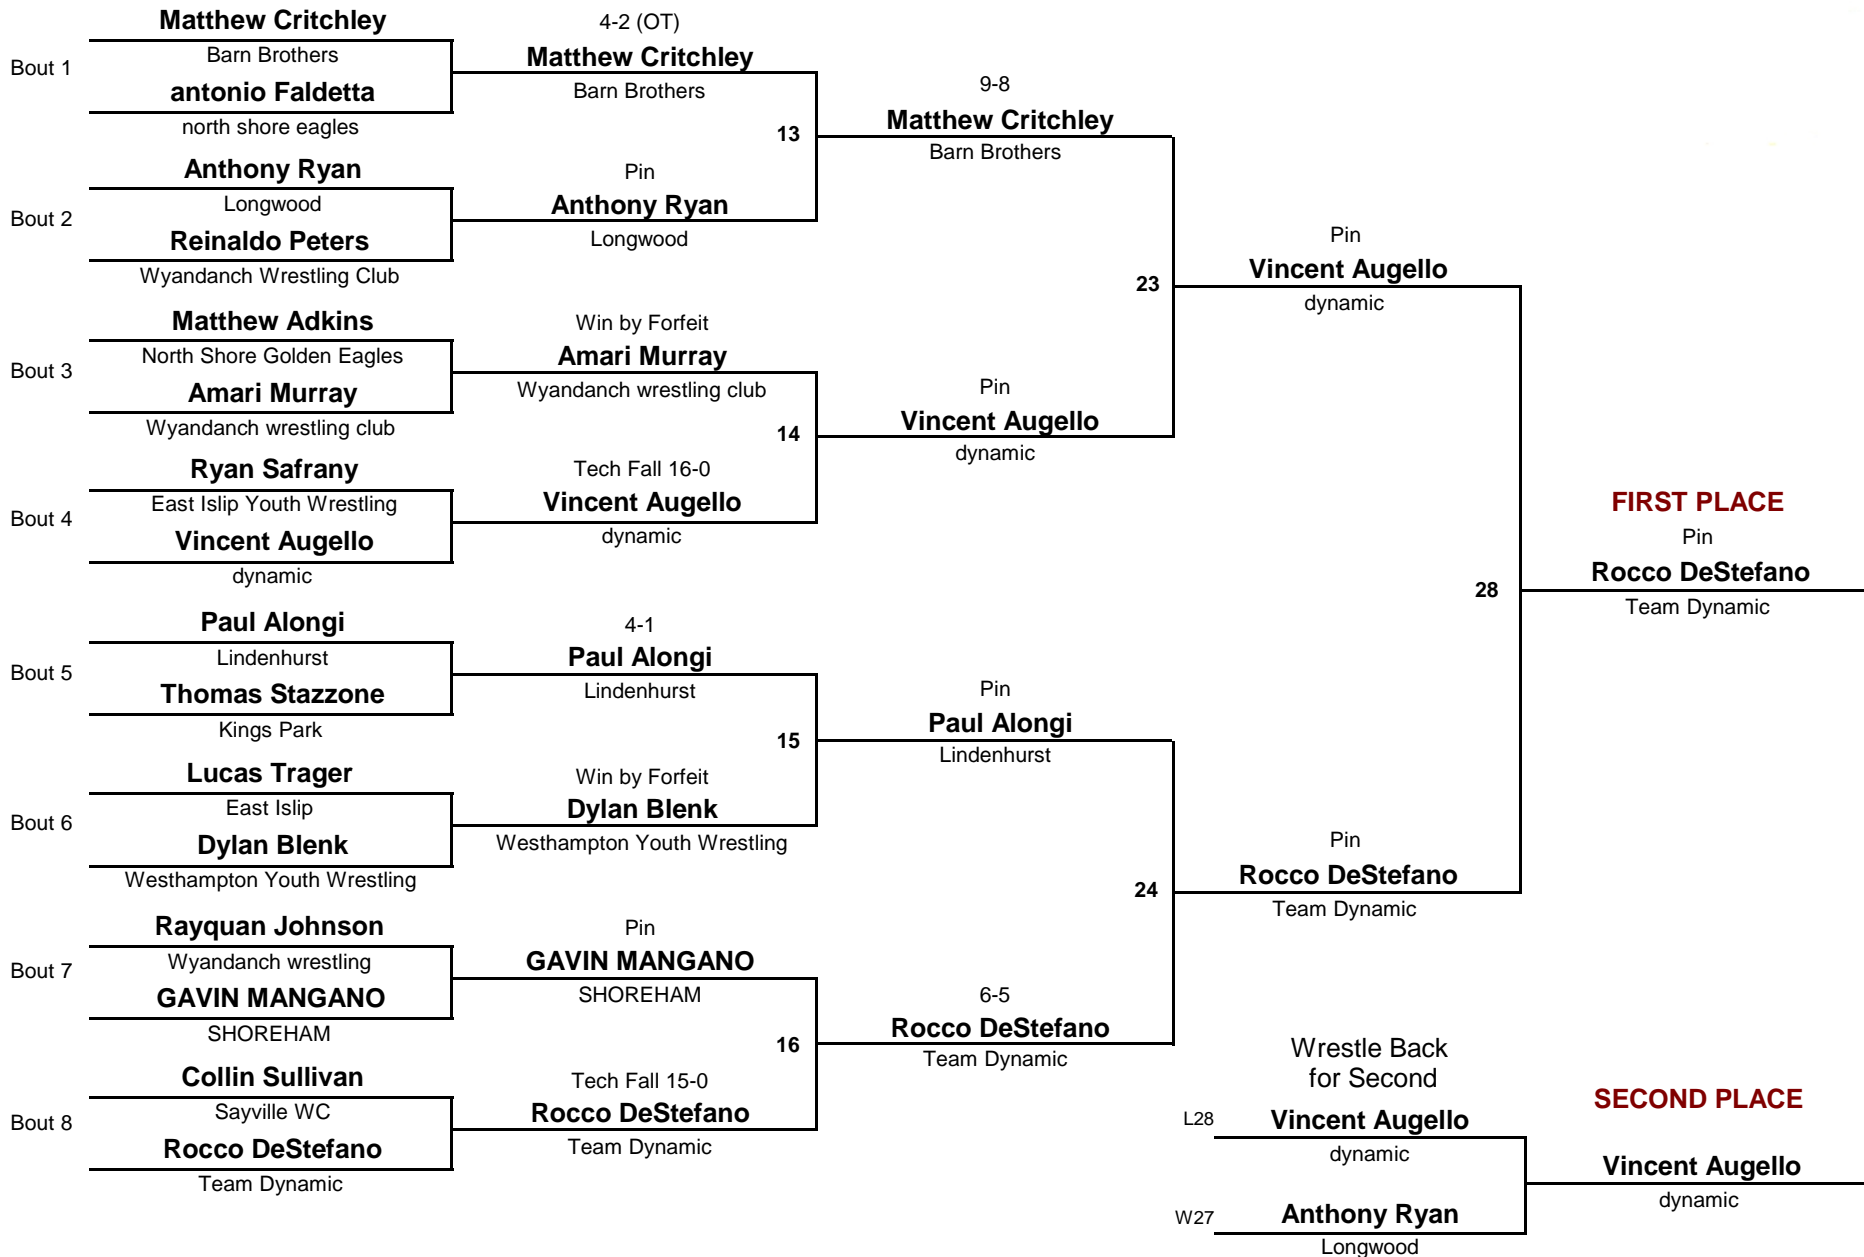 Matthew Critchley
Bout 1
Barn Brothers
antonio Faldetta
north shore eagles
Anthony Ryan
Bout 2
Longwood
Reinaldo Peters
Wyandanch Wrestling Club
Matthew Adkins
Bout 3
North Shore Golden Eagles
Amari Murray
Wyandanch wrestling club
Ryan Safrany
Bout 4
East Islip Youth Wrestling
Vincent Augello
dynamic
Paul Alongi
Bout 5
Lindenhurst
Thomas Stazzone
Kings Park
Lucas Trager
Bout 6
East Islip
Dylan Blenk
Westhampton Youth Wrestling
Rayquan Johnson
Bout 7
Wyandanch wrestling
GAVIN MANGANO
SHOREHAM
Collin Sullivan
Bout 8
Sayville WC
Rocco DeStefano
Team Dynamic
4-2 (OT)
Matthew Critchley
Barn Brothers
13
Pin
Anthony Ryan
Longwood
Win by Forfeit
Amari Murray
Wyandanch wrestling club
14
Tech Fall 16-0
Vincent Augello
dynamic
4-1
Paul Alongi
Lindenhurst
15
Win by Forfeit
Dylan Blenk
Westhampton Youth Wrestling
Pin
GAVIN MANGANO
SHOREHAM
16
Tech Fall 15-0
Rocco DeStefano
Team Dynamic
9-8
Matthew Critchley
Barn Brothers
23
Pin
Vincent Augello
dynamic
Pin
Paul Alongi
Lindenhurst
24
6-5
Rocco DeStefano
Team Dynamic
Pin
Vincent Augello
dynamic
28
Pin
Rocco DeStefano
Team Dynamic
FIRST PLACE
Pin
Rocco DeStefano
Team Dynamic
Wrestle Back
for Second
L28
Vincent Augello
dynamic
W27
Anthony Ryan
Longwood
SECOND PLACE
Vincent Augello
dynamic